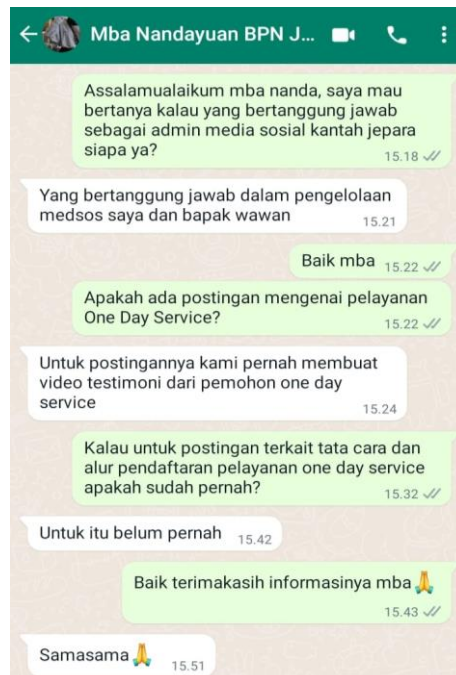 Mba Nandayuan BPN J...
Assalamualaikum mba nanda, saya mau
bertanya kalau yang bertanggung jawab
sebagai admin media sosial kantah jepara
siapa ya?
15.18
Yang bertanggung jawab dalam pengelolaan
medsos saya dan bapak wawan
15.21
Baik mba 15.22
Apakah ada postingan mengenai pelayanan
One Day Service?
15.22
Untuk postingannya kami pernah membuat
video testimoni dari pemohon one day
service
15.24
Kalau untuk postingan terkait tata cara dan
alur pendaftaran pelayanan one day service
apakah sudah pernah?
15.32
Untuk itu belum pernah 15.42
Baik terimakasih informasinya mba🙏
15.43
Samasama🙏 15.51